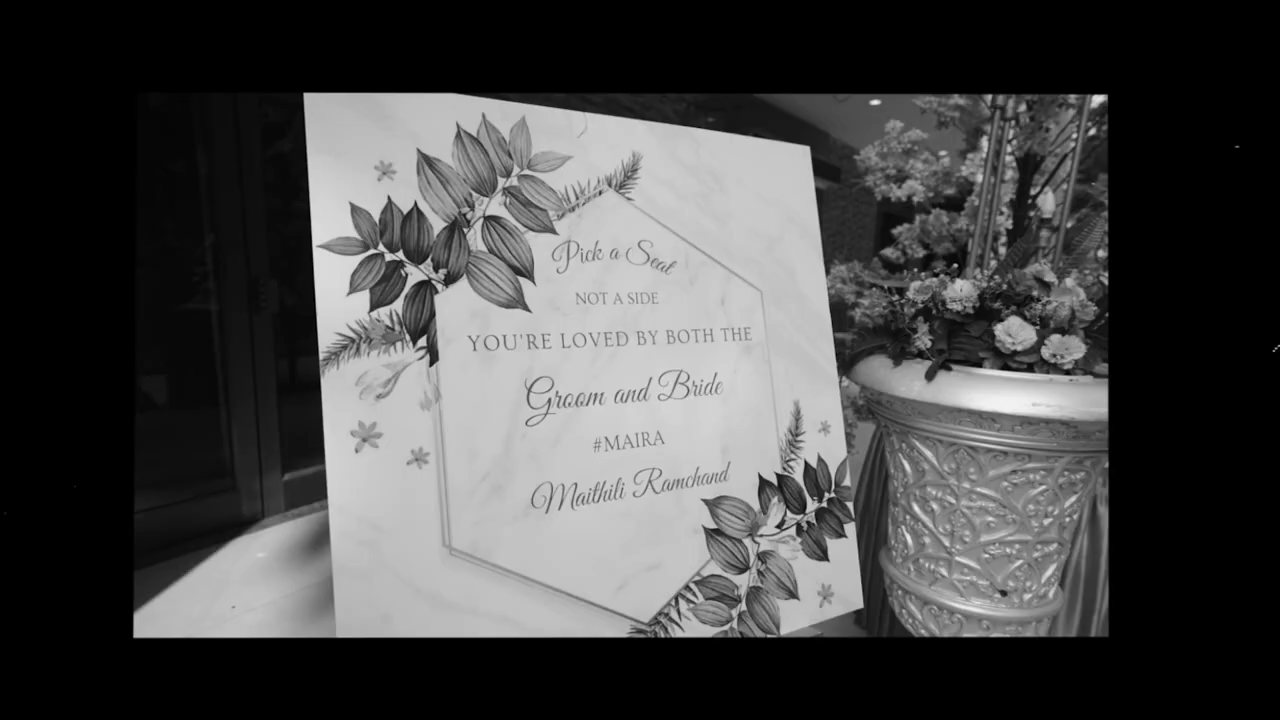 Pick a Seat
NOT A SIDE
YOU'RE LOVED BY BOTH THE
Groom and Bride
#MAIRA
Maithili Ramchand